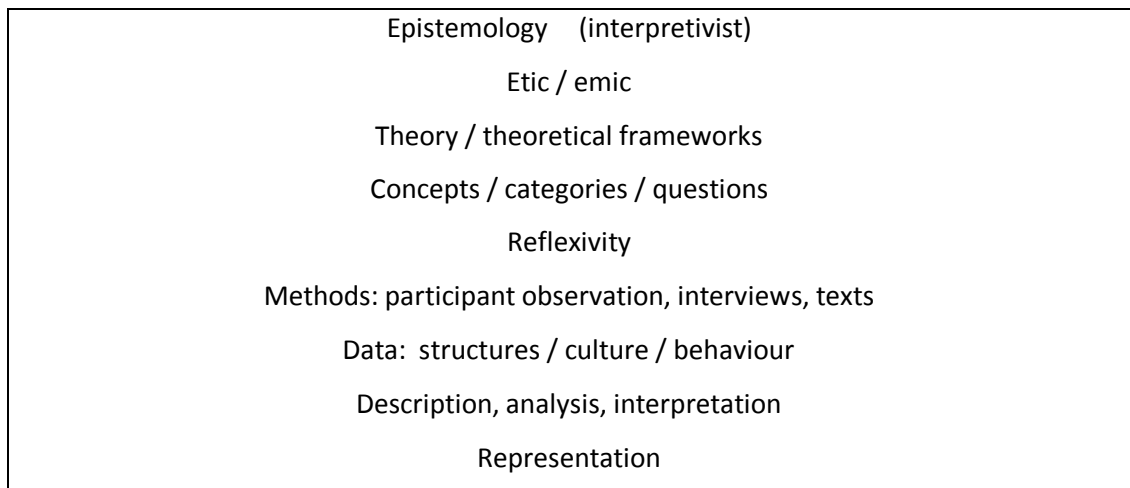 Epistemology (interpretivist)
Etic / emic
Theory / theoretical frameworks
Concepts / categories / questions
Reflexivity
Methods: participant observation, interviews, texts
Data: structures / culture / behaviour
Description, analysis, interpretation
Representation